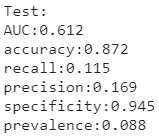 Test:
AUC:0.612
accuracy:0.872
recall:0.115
precision:0.169
specificity:0.945
prevalence:0.088